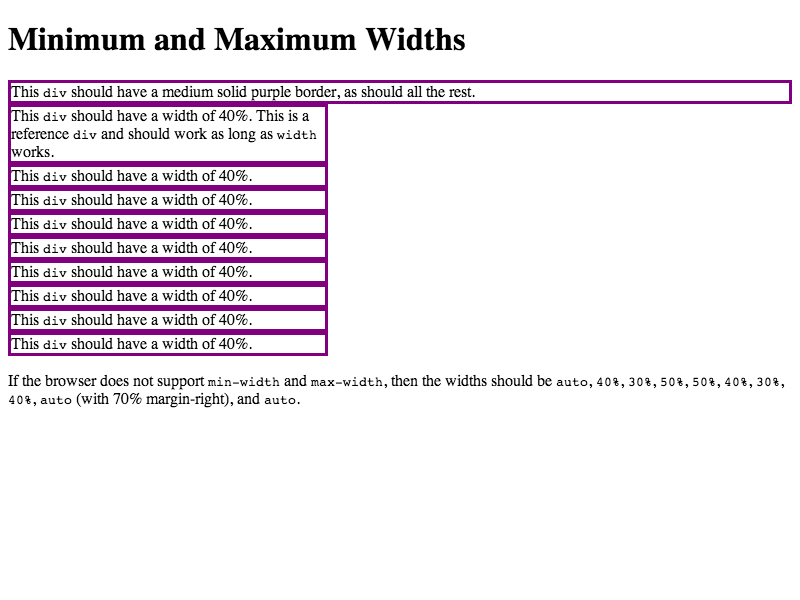 Minimum and Maximum Widths
This div should have a medium solid purple border, as should all the rest.
This div should have a width of 40%. This is a
reference div and should work as long as width
works.
This div should have a width of 40%.
This div should have a width of 40%.
This div should have a width of 40%.
This div should have a width of 40%.
This div should have a width of 40%.
This div should have a width of 40%.
This div should have a width of 40%.
This div should have a width of 40%.
If the browser does not support min-width and max-width, then the widths should be auto, 40%, 30%, 50%, 50%, 40%, 30%,
40%, auto (with 70% margin-right), and auto.